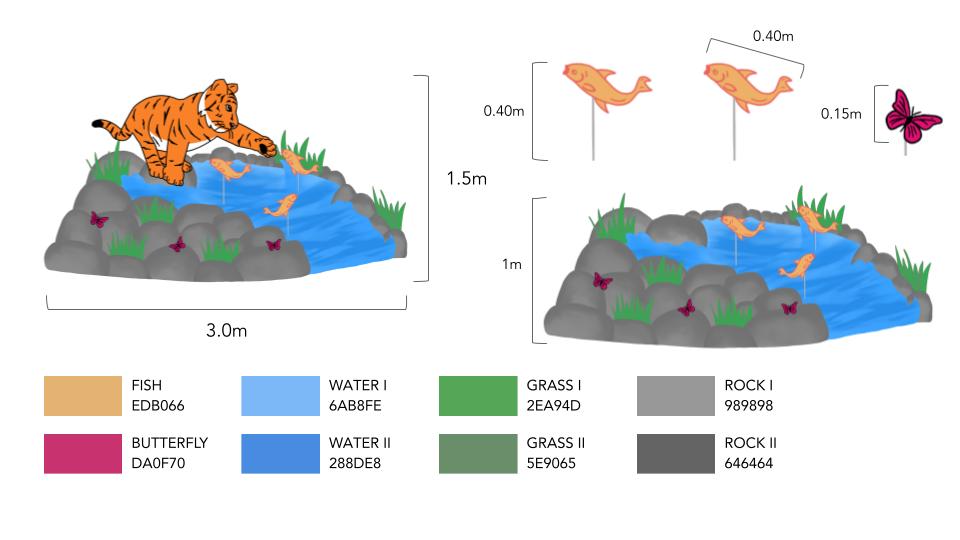 0.40m
0.40m
0.15m
1.5m
1m
3.0m
FISH
EDB066
WATER I
6AB8FE
GRASS I
2EA94D
ROCK I
989898
BUTTERFLY
DA0F70
WATER II
288DE8
GRASS II
5E9065
ROCK II
646464